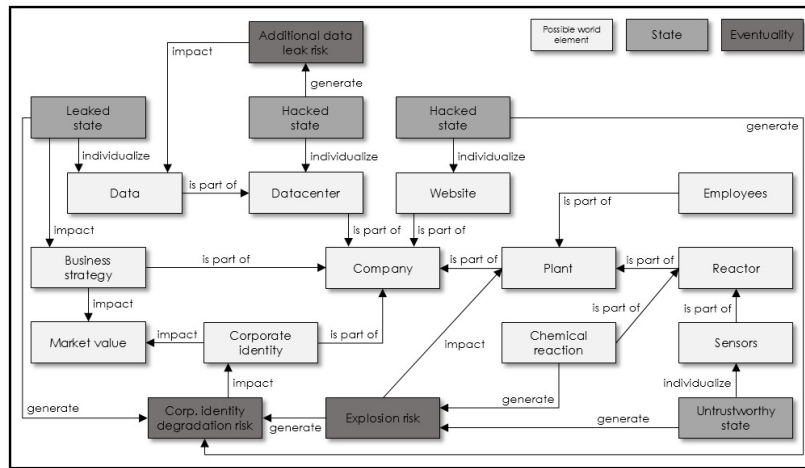 Additional data
leak risk
Possible world
element
State
Eventuality
impact
generate
Leaked
state
Hacked
state
Hacked
state
generate
individualize
individualize
individualize
Data
is part of
Datacenter
Website
Employees
is part of
impact
is part of
is part of
Business
strategy
is part of
Company
is part of
Plant
is part of
Reactor
impact
is part of
is part of
Market value
impact
Corporate
identity
is part of
impact
Chemical
reaction
Sensors
impact
individualize
generate
Corp. identity
degradation risk
generate
Explosion risk
generate
generate
Untrustworthy
state